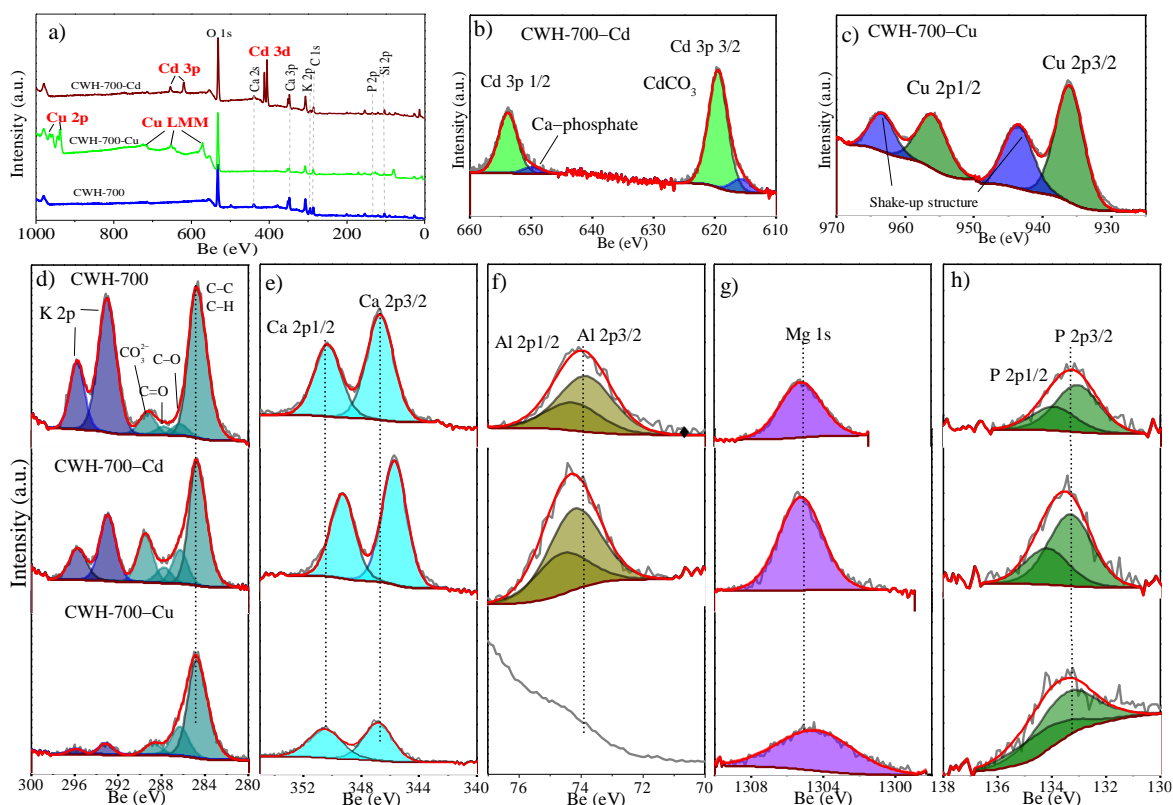 a)
O 1s
Cd 3d
Cd 3p
Ca 2s
Ca 3p
K 2p
C 1s
P 2p
Si 2p
CWH-700-Cd
Cu 2p
Cu LMM
CWH-700-Cu
CWH-700
Intensity (a.u.)
1000 800 600 400 200 0
Be (eV)
b)
CWH-700–Cd
Cd 3p 3/2
Cd 3p 1/2
CdCO3
Ca–phosphate
Intensity (a.u.)
660 650 640 630 620 610
Be (eV)
c)
CWH-700–Cu
Cu 2p3/2
Cu 2p1/2
Shake-up structure
Intensity (a.u.)
970 960 950 940 930
Be (eV)
d)
CWH-700
C–C
C–H
K 2p
CO3 2–
C–O
C=O
CWH-700–Cd
CWH-700–Cu
Intensity (a.u.)
300 296 292 288 284 280
Be (eV)
e)
Ca 2p3/2
Ca 2p1/2
352 348 344 340
Be (eV)
f)
Al 2p1/2
Al 2p3/2
76 74 72 70
Be (eV)
g)
Mg 1s
1308 1304 1300
Be (eV)
h)
P 2p3/2
P 2p1/2
138 136 134 132 130
Be (eV)